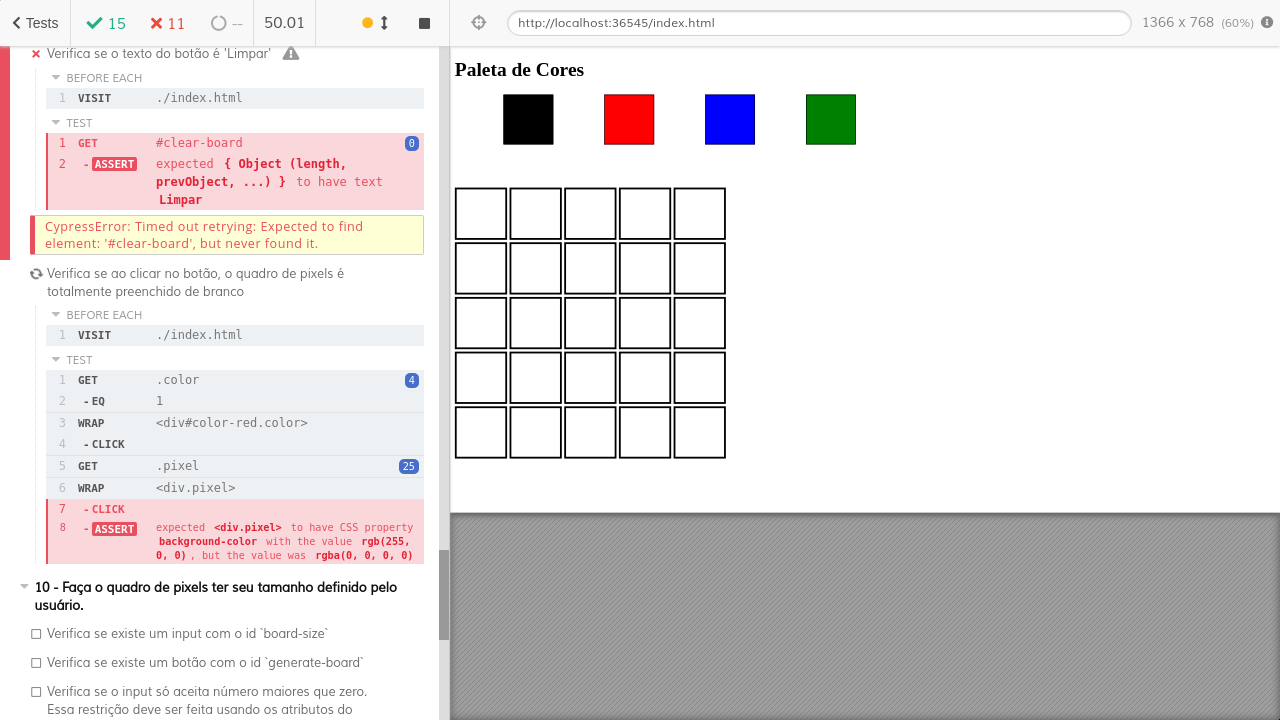 Tests
15
11
--
50.01
http://localhost:36545/index.html
1366 x 768 (60%)
Verifica se o texto do botão é 'Limpar'
BEFORE EACH
1 VISIT ./index.html
TEST
1 GET #clear-board 0
2 - ASSERT expected { Object (length,
prevObject, ...) } to have text
Limpar
CypressError: Timed out retrying: Expected to find
element: '#clear-board', but never found it.
Verifica se ao clicar no botão, o quadro de pixels é
totalmente preenchido de branco
BEFORE EACH
1 VISIT ./index.html
TEST
1 GET .color 4
2 - EQ 1
3 WRAP <div#color-red.color>
4 - CLICK
5 GET .pixel 25
6 WRAP <div.pixel>
7 - CLICK
8 - ASSERT expected <div.pixel> to have CSS property
background-color with the value rgb(255,
0, 0) , but the value was rgba(0, 0, 0, 0)
10 - Faça o quadro de pixels ter seu tamanho definido pelo
usuário.
Verifica se existe um input com o id `board-size`
Verifica se existe um botão com o id `generate-board`
Verifica se o input só aceita número maiores que zero.
Essa restrição deve ser feita usando os atributos do
Paleta de Cores